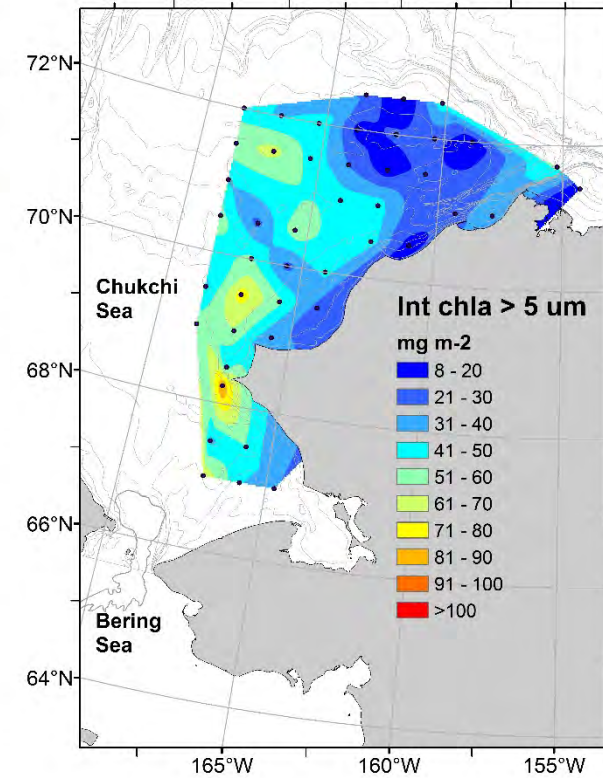 72°N
70°N
Chukchi
Sea
68°N
Int chla > 5 um
mg m-2
8 - 20
21 - 30
31 - 40
41 - 50
51 - 60
61 - 70
71 - 80
81 - 90
91 - 100
>100
66°N
Bering
Sea
64°N
165°W
160°W
155°W